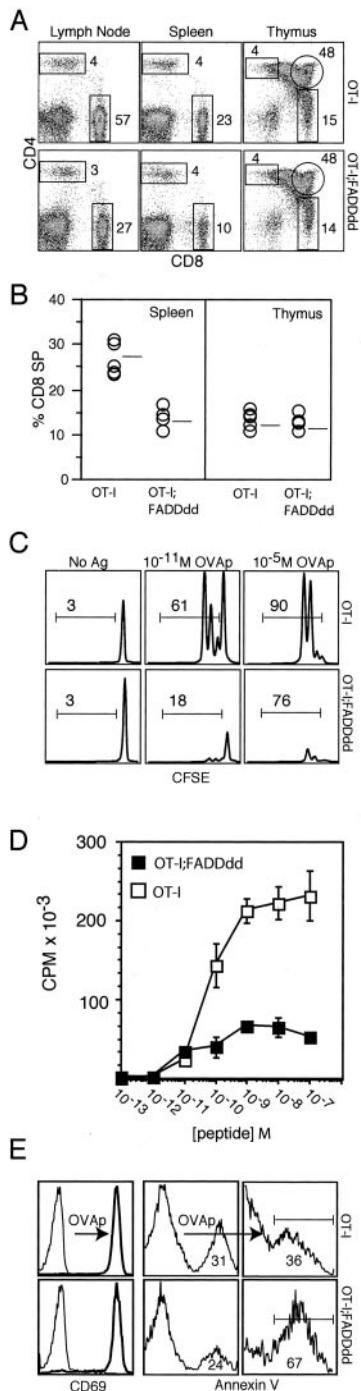 A
Lymph Node Spleen Thymus
4 4 4 48
57 23 15
OT-I
3 4 4 48
27 10 14
OT-I;FADDdd
CD4
CD8
B
Spleen Thymus
40
30
20
10
0
% CD8 SP
OT-I OT-I; FADDdd OT-I OT-I; FADDdd
C
No Ag 10⁻¹¹M OVAp 10⁻⁵M OVAp
3 61 90
OT-I
3 18 76
OT-I;FADDdd
CFSE
D
300
200
100
CPM x 10⁻³
OT-I;FADDdd
OT-I
10⁻¹³ 10⁻¹² 10⁻¹¹ 10⁻¹⁰ 10⁻⁹ 10⁻⁸ 10⁻⁷
[peptide] M
E
OVAp OVAp
31 36
OT-I
24 67
OT-I;FADDdd
CD69 Annexin V